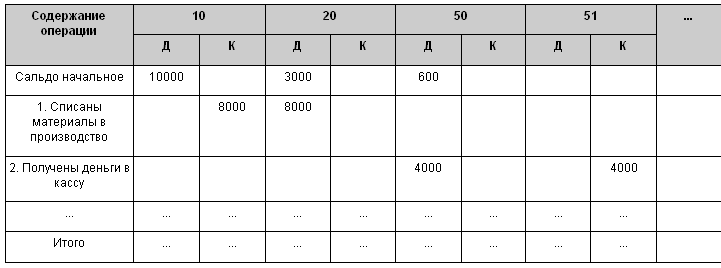 Содержание операции 10 20 50 51 ...
Д К Д К Д К Д К
Сальдо начальное 10000 3000 600
1. Списаны материалы в производство 8000 8000
2. Получены деньги в кассу 4000 4000
... ... ... ... ... ... ... ... ...
Итого ... ... ... ... ... ... ... ...